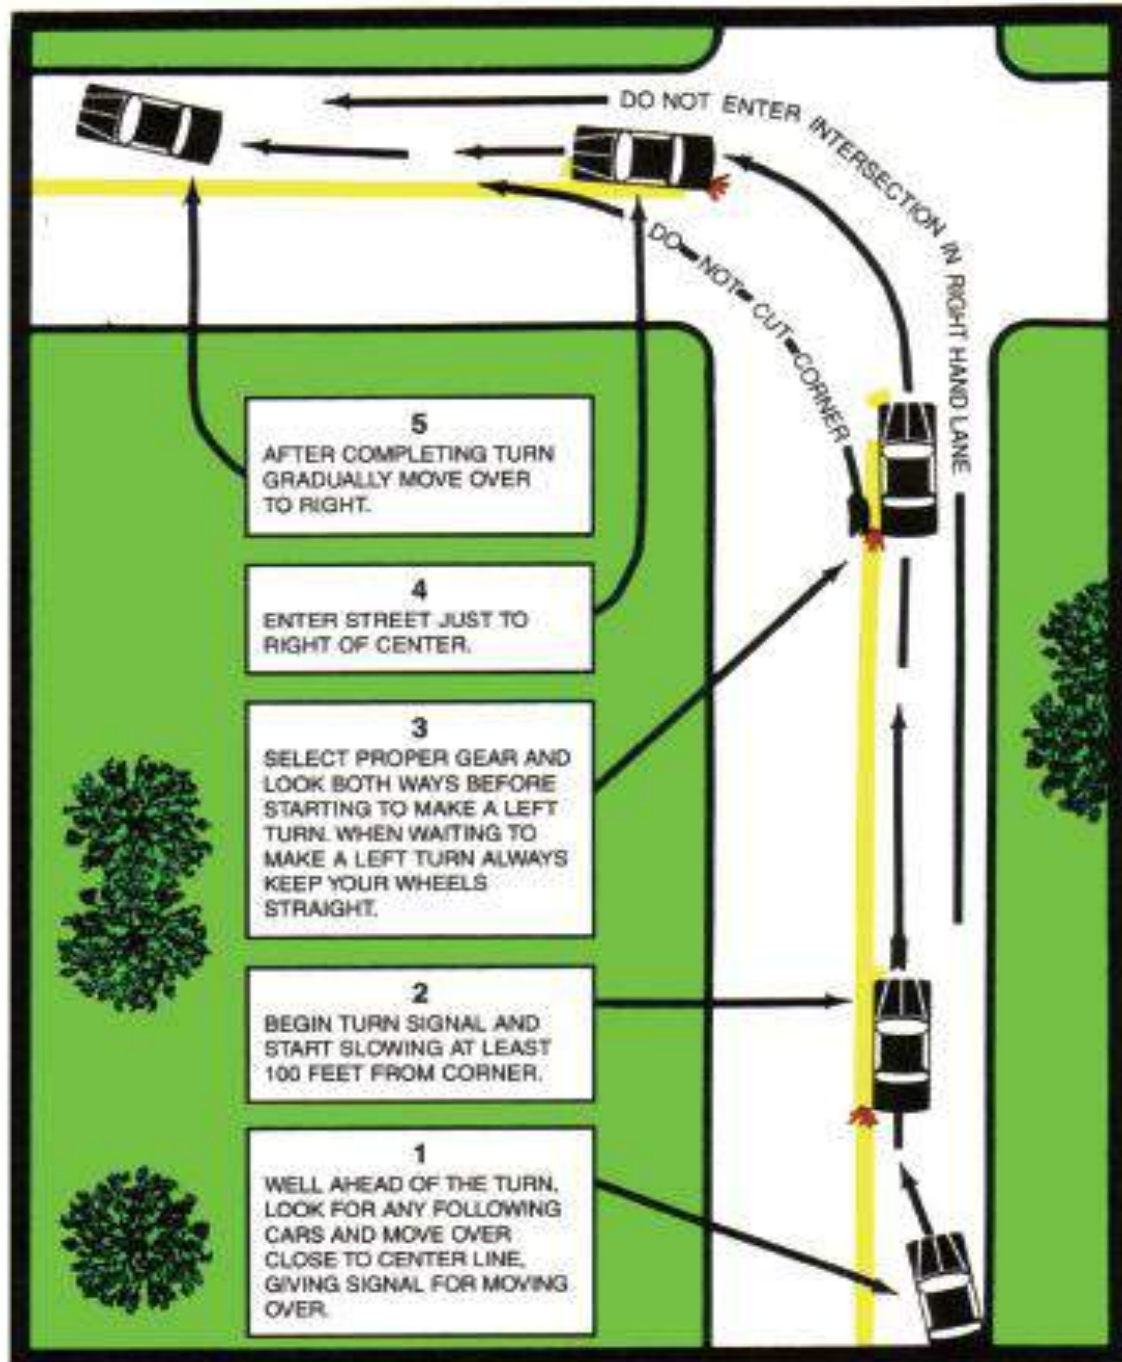 DO NOT ENTER INTERSECTION IN RIGHT HAND LANE
DO NOT CUT CORNER
5
AFTER COMPLETING TURN
GRADUALLY MOVE OVER
TO RIGHT.
4
ENTER STREET JUST TO
RIGHT OF CENTER.
3
SELECT PROPER GEAR AND
LOOK BOTH WAYS BEFORE
STARTING TO MAKE A LEFT
TURN. WHEN WAITING TO
MAKE A LEFT TURN ALWAYS
KEEP YOUR WHEELS
STRAIGHT.
2
BEGIN TURN SIGNAL AND
START SLOWING AT LEAST
100 FEET FROM CORNER.
1
WELL AHEAD OF THE TURN,
LOOK FOR ANY FOLLOWING
CARS AND MOVE OVER
CLOSE TO CENTER LINE,
GIVING SIGNAL FOR MOVING
OVER.